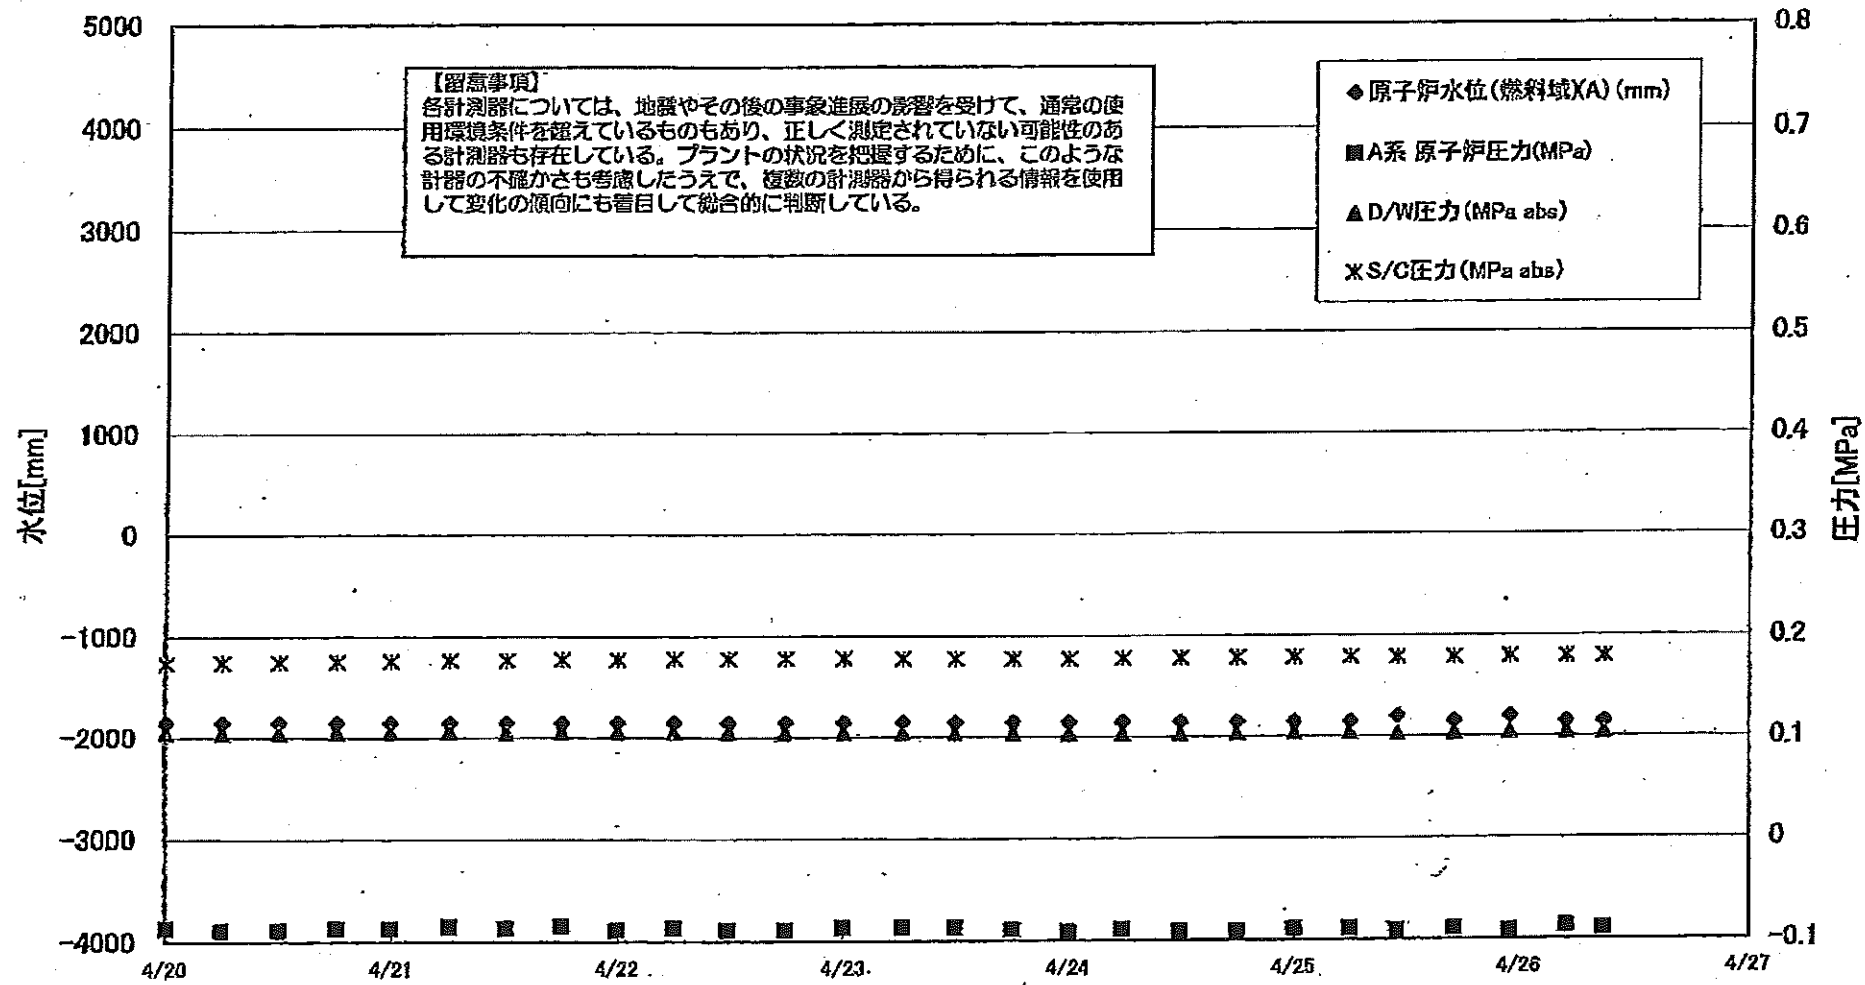 5000
4000
3000
2000
1000
0
-1000
-2000
-3000
-4000
水位[mm]
【留意事項】
各計測器については、地震やその後の事象進展の影響を受けて、通常の使
用環境条件を超えているものもあり、正しく測定されていない可能性のあ
る計測器も存在している。プラントの状況を把握するために、このような
計器の不確かさも考慮したうえで、複数の計測器から得られる情報を使用
して変化の傾向にも着目して総合的に判断している。
◆原子炉水位(燃料域)(A)(mm)
■A系 原子炉圧力(MPa)
▲D/W圧力(MPa abs)
S/C圧力(MPa abs)
0.8
0.7
0.6
0.5
0.4
0.3
0.2
0.1
0
-0.1
圧力[MPa]
4/20 4/21 4/22 4/23 4/24 4/25 4/26 4/27